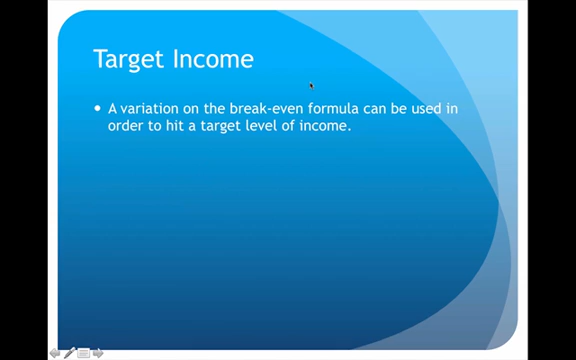 Target Income
A variation on the break-even formula can be used in
order to hit a target level of income.